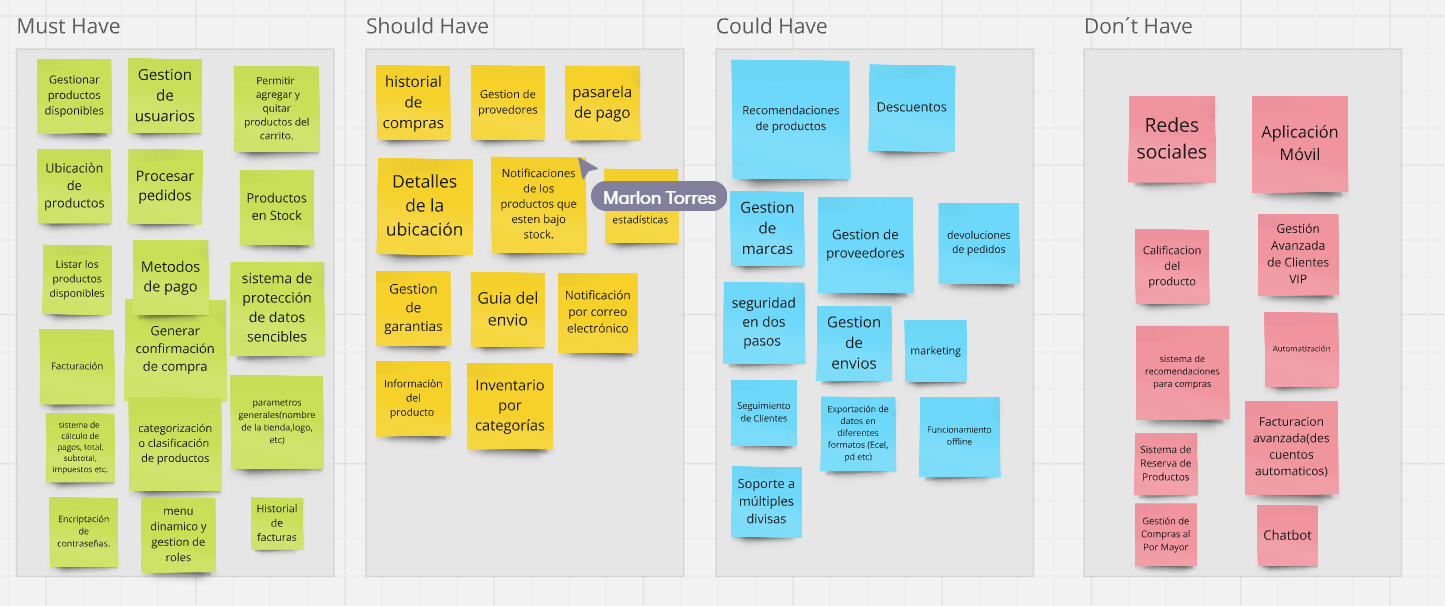 Must Have
Should Have
Could Have
Don´t Have
Gestionar
productos
disponibles
Gestion
de
usuarios
Permitir
agregar y
quitar
productos del
carrito.
Ubicaciòn
de
productos
Procesar
pedidos
Productos
en Stock
Listar los
productos
disponibles
Metodos
de pago
sistema de
protección
de datos
sencibles
Facturación
Generar
confirmación
de compra
sistema de
cálculo de
pagos, total,
subtotal,
impuestos etc.
categorización
o clasificación
de productos
parametros
generales(nombre
de la tienda,logo,
etc)
Encriptación
de
contraseñas.
menu
dinamico y
gestion de
roles
Historial
de
facturas
historial
de
compras
Gestion de
provedores
pasarela
de pago
Detalles
de la
ubicación
Notificaciones
de los
productos que
esten bajo
stock.
Marlon Torres
estadísticas
Gestion
de
garantias
Guia del
envio
Notificación
por correo
electrónico
Informaciòn
del
producto
Inventario
por
categorías
Recomendaciones
de productos
Descuentos
Gestion
de
marcas
Gestion de
proveedores
devoluciones
de pedidos
seguridad
en dos
pasos
Gestion
de
envios
marketing
Seguimiento
de Clientes
Exportación de
datos en
diferentes
formatos (Ecel,
pd etc)
Funcionamiento
offline
Soporte a
múltiples
divisas
Redes
sociales
Aplicación
Móvil
Calificacion
del
producto
Gestión
Avanzada
de Clientes
VIP
sistema de
recomendaciones
para compras
Automatización
Sistema de
Reserva de
Productos
Facturacion
avanzada(des
cuentos
automaticos)
Gestión de
Compras al
Por Mayor
Chatbot